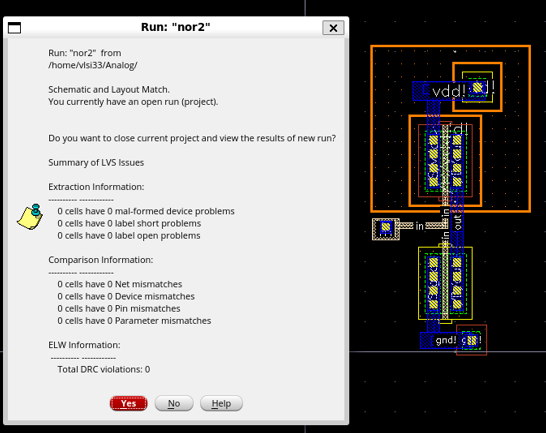 Run: "nor2"
Run: "nor2" from
/home/vlsi33/Analog/
Schematic and Layout Match.
You currently have an open run (project).
Do you want to close current project and view the results of new run?
Summary of LVS Issues
Extraction Information:
---------- ------------
0 cells have 0 mal-formed device problems
0 cells have 0 label short problems
0 cells have 0 label open problems
Comparison Information:
---------- ------------
0 cells have 0 Net mismatches
0 cells have 0 Device mismatches
0 cells have 0 Pin mismatches
0 cells have 0 Parameter mismatches
ELW Information:
---------- ------------
Total DRC violations: 0
Yes
No
Help
vdd!
in
in
in
out
gnd!